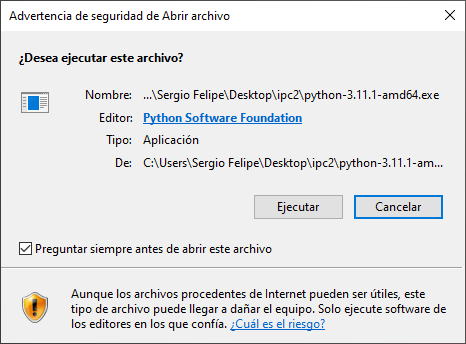 Advertencia de seguridad de Abrir archivo
¿Desea ejecutar este archivo?
Nombre: ...\Sergio Felipe\Desktop\ipc2\python-3.11.1-amd64.exe
Editor: Python Software Foundation
Tipo: Aplicación
De: C:\Users\Sergio Felipe\Desktop\ipc2\python-3.11.1-am...
Ejecutar Cancelar
Preguntar siempre antes de abrir este archivo
Aunque los archivos procedentes de Internet pueden ser útiles, este
tipo de archivo puede llegar a dañar el equipo. Solo ejecute software de
los editores en los que confía. ¿Cuál es el riesgo?